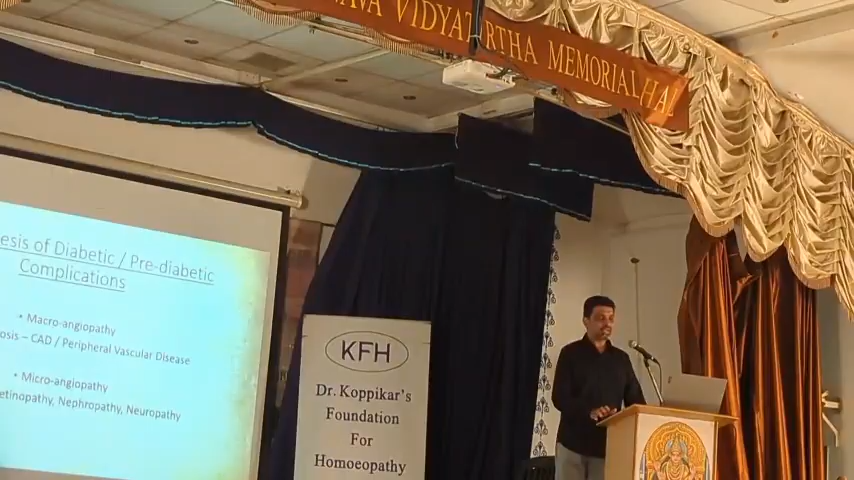 VIDYATIRTHA MEMORIAL HA
esis of Diabetic / Pre-diabetic
Complications
• Macro-angiopathy
osis – CAD / Peripheral Vascular Disease
• Micro-angiopathy
etinopathy, Nephropathy, Neuropathy
KFH
Dr.Koppikar's
Foundation
For
Homoeopathy